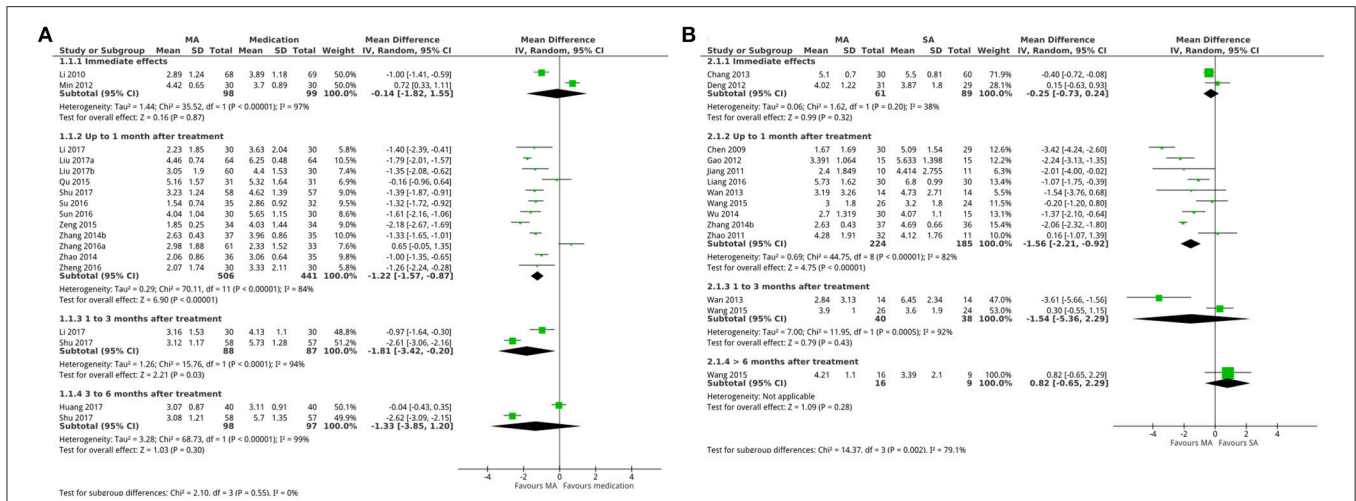 A
MA Medication Mean Difference Mean Difference
Study or Subgroup Mean SD Total Mean SD Total Weight IV, Random, 95% CI IV, Random, 95% CI
1.1.1 Immediate effects
Li 2010 2.89 1.24 68 3.89 1.18 69 50.0% -1.00 [-1.41, -0.59]
Min 2012 4.42 0.65 30 3.7 0.89 30 50.0% 0.72 [0.33, 1.11]
Subtotal (95% CI) 98 99 100.0% -0.14 [-1.82, 1.55]
Heterogeneity: Tau² = 1.44; Chi² = 35.52, df = 1 (P < 0.00001); I² = 97%
Test for overall effect: Z = 0.16 (P = 0.87)
1.1.2 Up to 1 month after treatment
Li 2017 2.23 1.85 30 3.63 2.04 30 5.8% -1.40 [-2.39, -0.41]
Liu 2017a 4.46 0.74 64 6.25 0.48 64 10.4% -1.79 [-2.01, -1.57]
Liu 2017b 3.05 1.9 60 4.4 1.53 30 7.4% -1.35 [-2.08, -0.62]
Qu 2015 5.16 1.57 31 5.32 1.64 31 6.9% -0.16 [-0.96, 0.64]
Shu 2017 3.23 1.24 58 4.62 1.39 57 9.0% -1.39 [-1.87, -0.91]
Su 2016 1.54 0.74 35 2.86 0.92 32 9.4% -1.32 [-1.72, -0.92]
Sun 2016 4.04 1.04 30 5.65 1.15 30 8.6% -1.61 [-2.16, -1.06]
Zeng 2015 1.85 0.25 34 4.03 1.44 34 8.9% -2.18 [-2.67, -1.69]
Zhang 2014b 2.63 0.43 37 3.96 0.86 35 9.9% -1.33 [-1.65, -1.01]
Zhang 2016a 2.98 1.88 61 2.33 1.52 33 7.5% 0.65 [-0.05, 1.35]
Zhao 2014 2.06 0.86 36 3.06 0.64 35 9.7% -1.00 [-1.35, -0.65]
Zheng 2016 2.07 1.74 30 3.33 2.11 30 5.8% -1.26 [-2.24, -0.28]
Subtotal (95% CI) 506 441 100.0% -1.22 [-1.57, -0.87]
Heterogeneity: Tau² = 0.29; Chi² = 70.11, df = 11 (P < 0.00001); I² = 84%
Test for overall effect: Z = 6.90 (P < 0.00001)
1.1.3 1 to 3 months after treatment
Li 2017 3.16 1.53 30 4.13 1.1 30 48.8% -0.97 [-1.64, -0.30]
Shu 2017 3.12 1.17 58 5.73 1.28 57 51.2% -2.61 [-3.06, -2.16]
Subtotal (95% CI) 88 87 100.0% -1.81 [-3.42, -0.20]
Heterogeneity: Tau² = 1.26; Chi² = 15.76, df = 1 (P < 0.0001); I² = 94%
Test for overall effect: Z = 2.21 (P = 0.03)
1.1.4 3 to 6 months after treatment
Huang 2017 3.07 0.87 40 3.11 0.91 40 50.1% -0.04 [-0.43, 0.35]
Shu 2017 3.08 1.21 58 5.7 1.35 57 49.9% -2.62 [-3.09, -2.15]
Subtotal (95% CI) 98 97 100.0% -1.33 [-3.85, 1.20]
Heterogeneity: Tau² = 3.28; Chi² = 68.73, df = 1 (P < 0.00001); I² = 99%
Test for overall effect: Z = 1.03 (P = 0.30)
-4 -2 0 2 4
Favours MA Favours medication
Test for subgroup differences: Chi² = 2.10, df = 3 (P = 0.55), I² = 0%
B
MA SA Mean Difference Mean Difference
Study or Subgroup Mean SD Total Mean SD Total Weight IV, Random, 95% CI IV, Random, 95% CI
2.1.1 Immediate effects
Chang 2013 5.1 0.7 30 5.5 0.81 60 71.9% -0.40 [-0.72, -0.08]
Deng 2012 4.02 1.22 31 3.87 1.8 29 28.1% 0.15 [-0.63, 0.93]
Subtotal (95% CI) 61 89 100.0% -0.25 [-0.73, 0.24]
Heterogeneity: Tau² = 0.06; Chi² = 1.62, df = 1 (P = 0.20); I² = 38%
Test for overall effect: Z = 0.99 (P = 0.32)
2.1.2 Up to 1 month after treatment
Chen 2009 1.67 1.69 30 5.09 1.54 29 12.6% -3.42 [-4.24, -2.60]
Gao 2012 3.391 1.064 15 5.633 1.398 15 12.2% -2.24 [-3.13, -1.35]
Jiang 2011 2.4 1.849 10 4.414 2.755 11 6.1% -2.01 [-4.00, -0.02]
Liang 2016 5.73 1.62 30 6.8 0.99 30 13.3% -1.07 [-1.75, -0.39]
Wan 2013 3.19 3.26 14 4.73 2.71 14 5.3% -1.54 [-3.76, 0.68]
Wang 2015 3 1.8 26 3.2 1.8 24 11.5% -0.20 [-1.20, 0.80]
Wu 2014 2.7 1.319 30 4.07 1.1 15 13.0% -1.37 [-2.10, -0.64]
Zhang 2014b 2.63 0.43 37 4.69 0.66 36 15.2% -2.06 [-2.32, -1.80]
Zhao 2011 4.28 1.91 32 4.12 1.76 11 10.6% 0.16 [-1.07, 1.39]
Subtotal (95% CI) 224 185 100.0% -1.56 [-2.21, -0.92]
Heterogeneity: Tau² = 0.69; Chi² = 44.75, df = 8 (P < 0.00001); I² = 82%
Test for overall effect: Z = 4.75 (P < 0.00001)
2.1.3 1 to 3 months after treatment
Wan 2013 2.84 3.13 14 6.45 2.34 14 47.0% -3.61 [-5.66, -1.56]
Wang 2015 3.9 1 26 3.6 1.9 24 53.0% 0.30 [-0.55, 1.15]
Subtotal (95% CI) 40 38 100.0% -1.54 [-5.36, 2.29]
Heterogeneity: Tau² = 7.00; Chi² = 11.95, df = 1 (P = 0.0005); I² = 92%
Test for overall effect: Z = 0.79 (P = 0.43)
2.1.4 > 6 months after treatment
Wang 2015 4.21 1.1 16 3.39 2.1 9 100.0% 0.82 [-0.65, 2.29]
Subtotal (95% CI) 16 9 100.0% 0.82 [-0.65, 2.29]
Heterogeneity: Not applicable
Test for overall effect: Z = 1.09 (P = 0.28)
-4 -2 0 2 4
Favours MA Favours SA
Test for subgroup differences: Chi² = 14.37, df = 3 (P = 0.002), I² = 79.1%